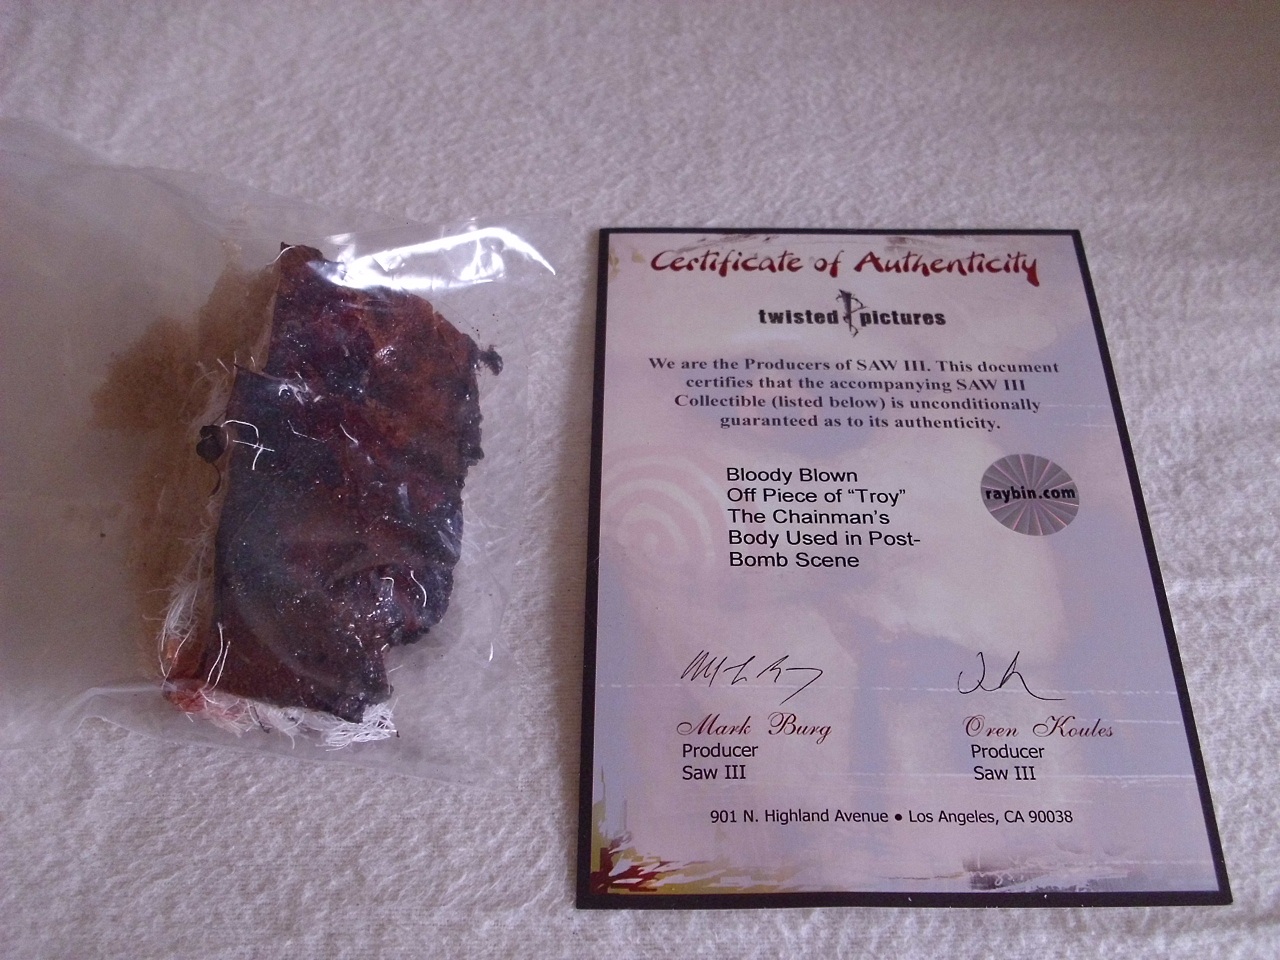 Certificate of Authenticity
twisted pictures
We are the Producers of SAW III. This document
certifies that the accompanying SAW III
Collectible (listed below) is unconditionally
guaranteed as to its authenticity.
Bloody Blown
Off Piece of “Troy”
The Chainman’s
Body Used in Post-
Bomb Scene
raybin.com
Mark Burg
Producer
Saw III
Oren Koules
Producer
Saw III
901 N. Highland Avenue • Los Angeles, CA 90038